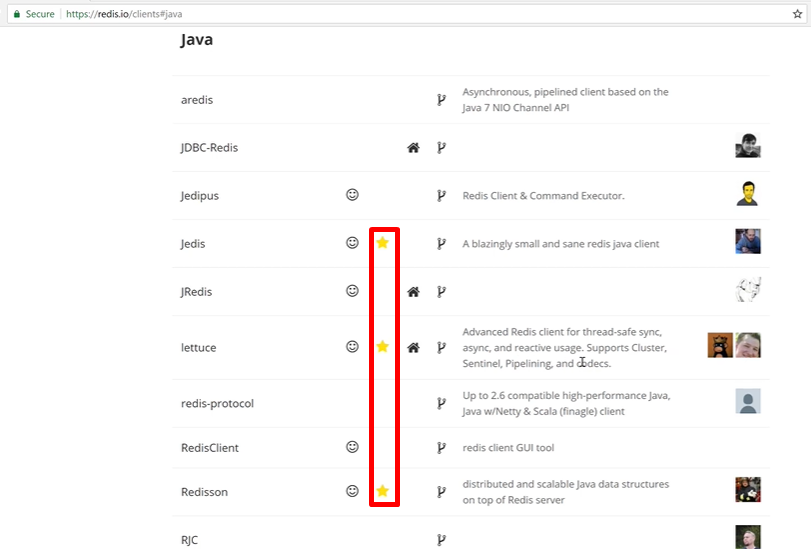 Secure | https://redis.io/clients#java
Java
aredis
Asynchronous, pipelined client based on the
Java 7 NIO Channel API
JDBC-Redis
Jedipus
Redis Client & Command Executor.
Jedis
A blazingly small and sane redis java client
JRedis
lettuce
Advanced Redis client for thread-safe sync,
async, and reactive usage. Supports Cluster,
Sentinel, Pipelining, and codecs.
redis-protocol
Up to 2.6 compatible high-performance Java,
Java w/Netty & Scala (finagle) client
RedisClient
redis client GUI tool
Redisson
distributed and scalable Java data structures
on top of Redis server
RJC